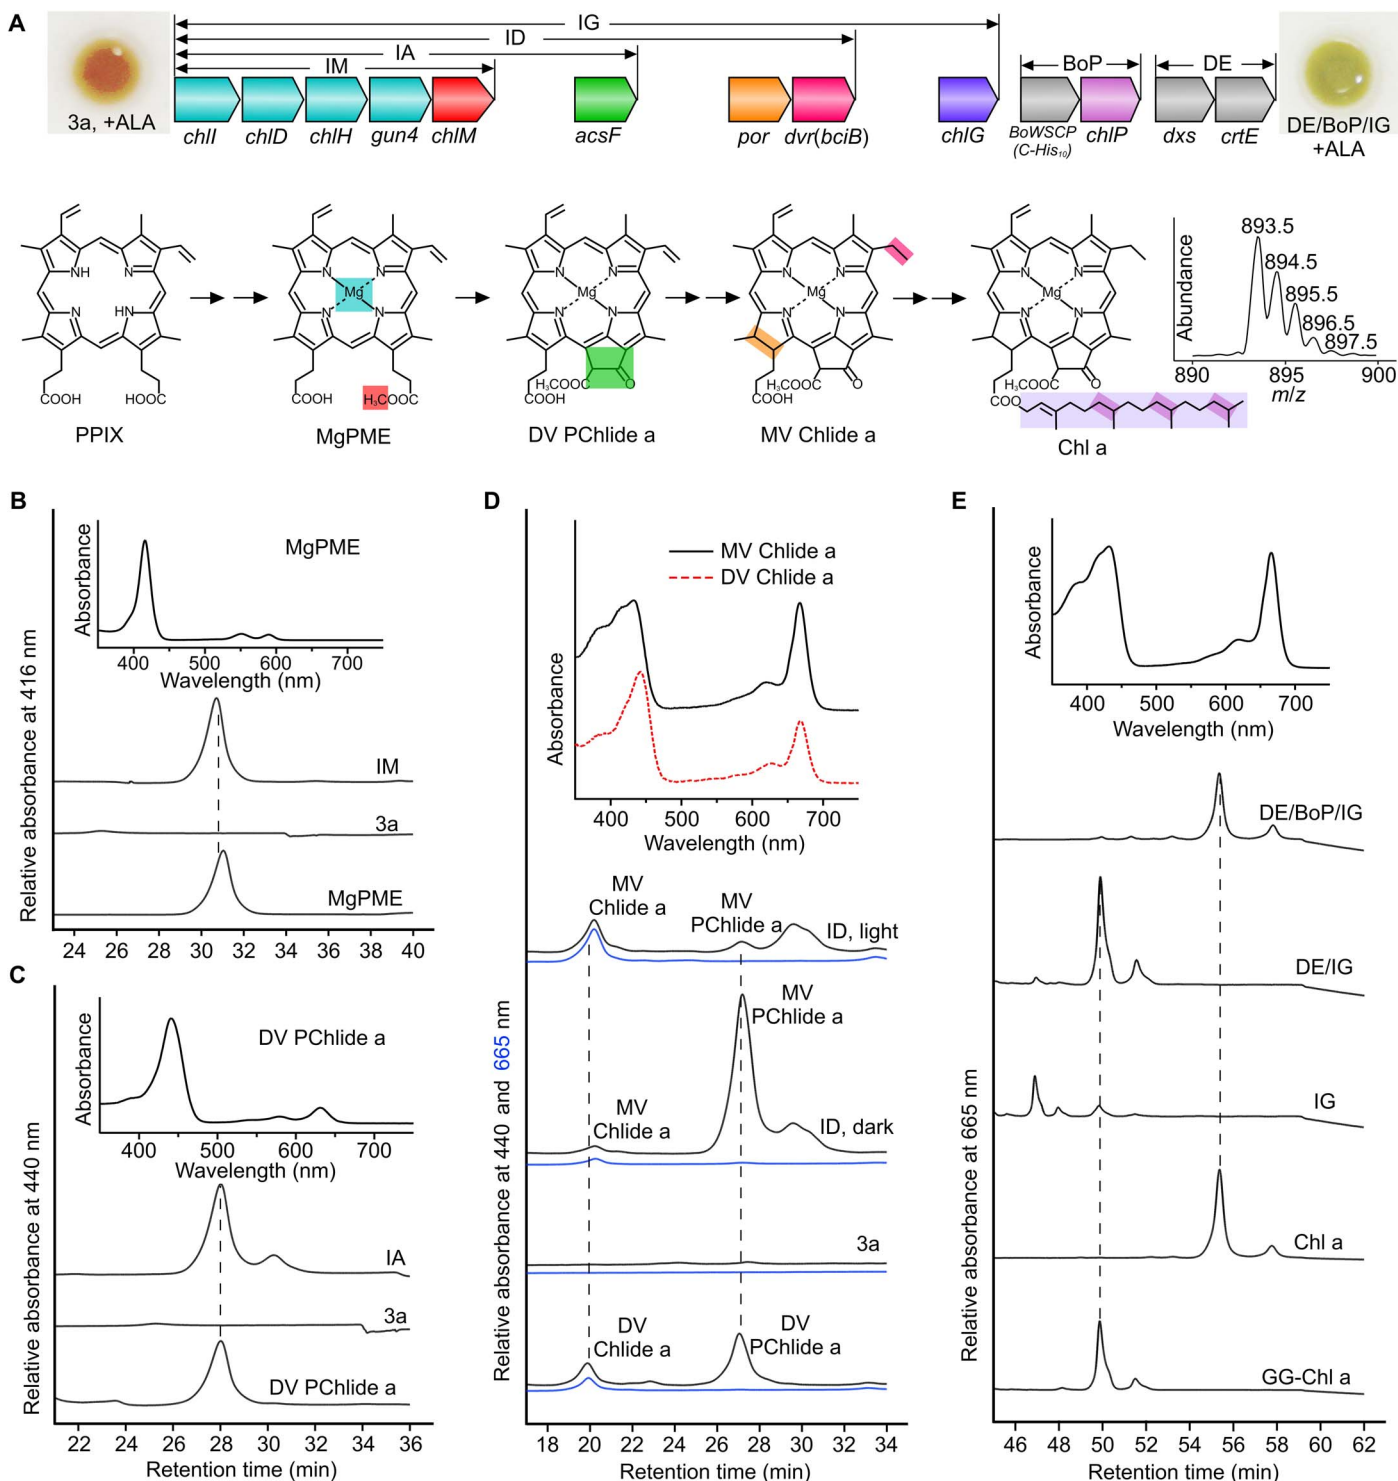 A
IG
ID
IA
IM
BoP
DE
3a, +ALA
chlI
chlD
chlH
gun4
chlM
acsF
por
dvr(bciB)
chlG
BoWSCP
(C-His₁₀)
chlP
dxs
crtE
DE/BoP/IG
+ALA
NH
N
N
HN
COOH
HOOC
PPIX
N
N
Mg
N
N
COOH
H₃COOC
MgPME
N
N
Mg
N
N
H₃COOC
O
COOH
DV PChlide a
N
N
Mg
N
N
H₃COOC
O
COOH
MV Chlide a
N
N
Mg
N
N
H₃COOC
O
COO
Chl a
Abundance
893.5
894.5
895.5
896.5
897.5
890 895 900
m/z
B
Relative absorbance at 416 nm
Absorbance
MgPME
400 500 600 700
Wavelength (nm)
IM
3a
MgPME
24 26 28 30 32 34 36 38 40
C
Relative absorbance at 440 nm
Absorbance
DV PChlide a
400 500 600 700
Wavelength (nm)
IA
3a
DV PChlide a
22 24 26 28 30 32 34 36
Retention time (min)
D
Relative absorbance at 440 and 665 nm
Absorbance
MV Chlide a
DV Chlide a
400 500 600 700
Wavelength (nm)
MV
Chlide a
MV
PChlide a
ID, light
MV
PChlide a
MV
Chlide a
ID, dark
3a
DV
Chlide a
DV
PChlide a
18 20 22 24 26 28 30 32 34
Retention time (min)
E
Relative absorbance at 665 nm
Absorbance
400 500 600 700
Wavelength (nm)
DE/BoP/IG
DE/IG
IG
Chl a
GG-Chl a
46 48 50 52 54 56 58 60 62
Retention time (min)